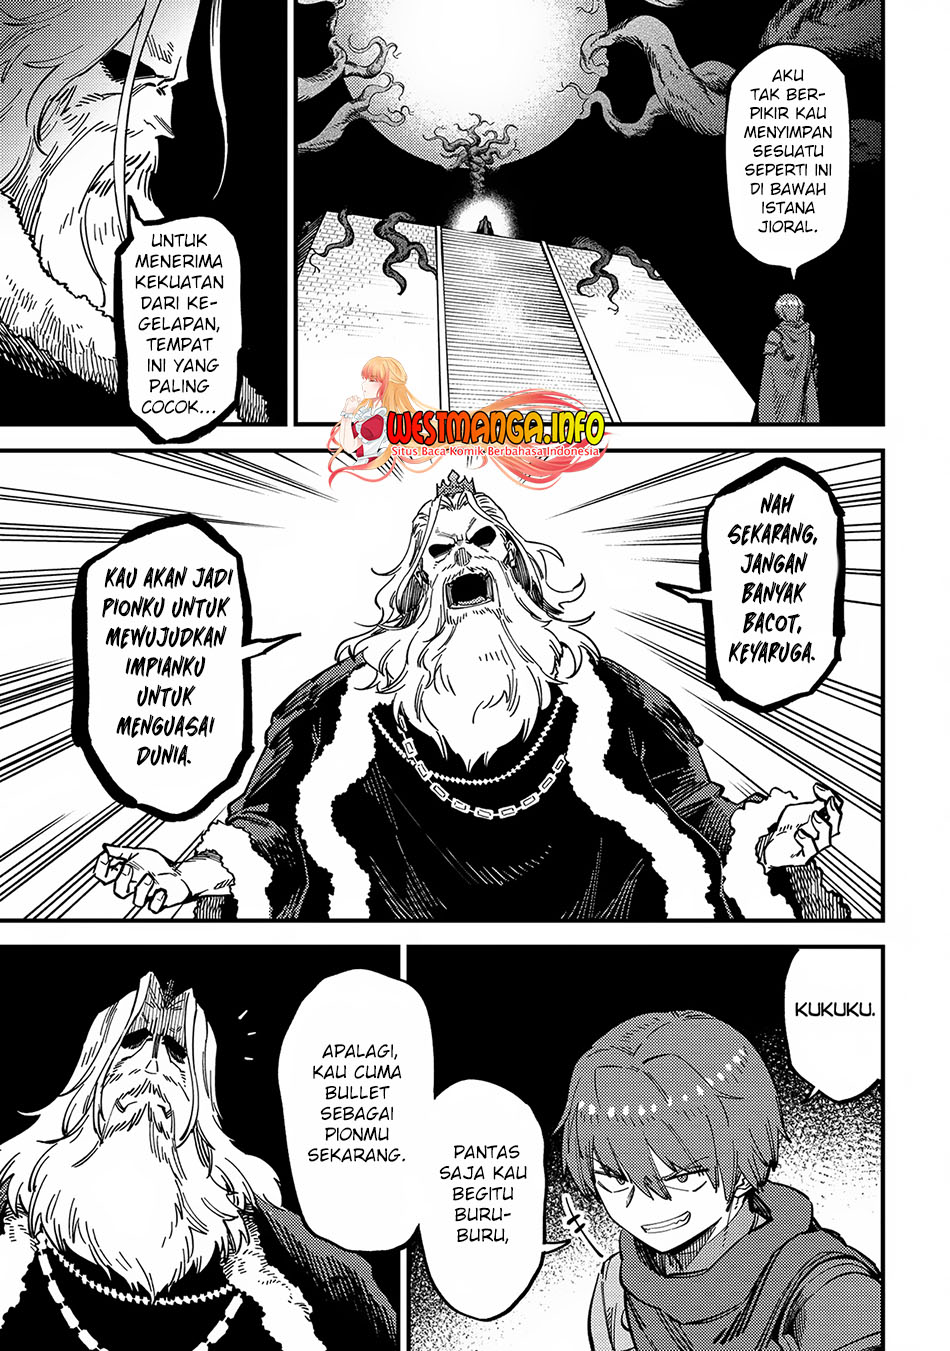 AKU
TAK BER-
PIKIR KAU
MENYIMPAN
SESUATU
SEPERTI INI
DI BAWAH
ISTANA
JIORAL.
UNTUK
MENERIMA
KEKUATAN
DARI KE-
GELAPAN,
TEMPAT
INI YANG
PALING
COCOK...
WESTMANGA.INFO
Situs Baca Komik Berbahasa Indonesia
NAH
SEKARANG,
JANGAN
BANYAK
BACOT,
KEYARUGA.
KAU AKAN JADI
PIONKU UNTUK
MEWUJUDKAN
IMPIANKU
UNTUK
MENGUASAI
DUNIA.
KUKUKU.
PANTAS
SAJA KAU
BEGITU
BURU-
BURU,
APALAGI,
KAU CUMA
BULLET
SEBAGAI
PIONMU
SEKARANG.